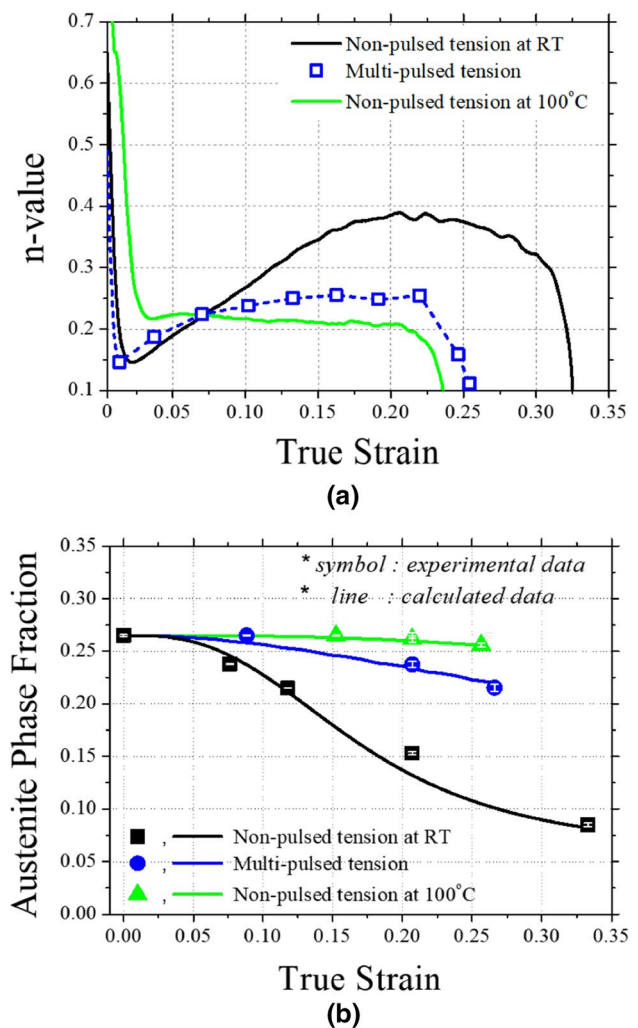 0.7
0.6
0.5
0.4
0.3
0.2
0.1
n-value
Non-pulsed tension at RT
Multi-pulsed tension
Non-pulsed tension at 100°C
0 0.05 0.10 0.15 0.20 0.25 0.30 0.35
True Strain
(a)
0.35
0.30
0.25
0.20
0.15
0.10
0.05
0.00
Austenite Phase Fraction
* symbol : experimental data
* line : calculated data
, Non-pulsed tension at RT
, Multi-pulsed tension
, Non-pulsed tension at 100°C
0.00 0.05 0.10 0.15 0.20 0.25 0.30 0.35
True Strain
(b)